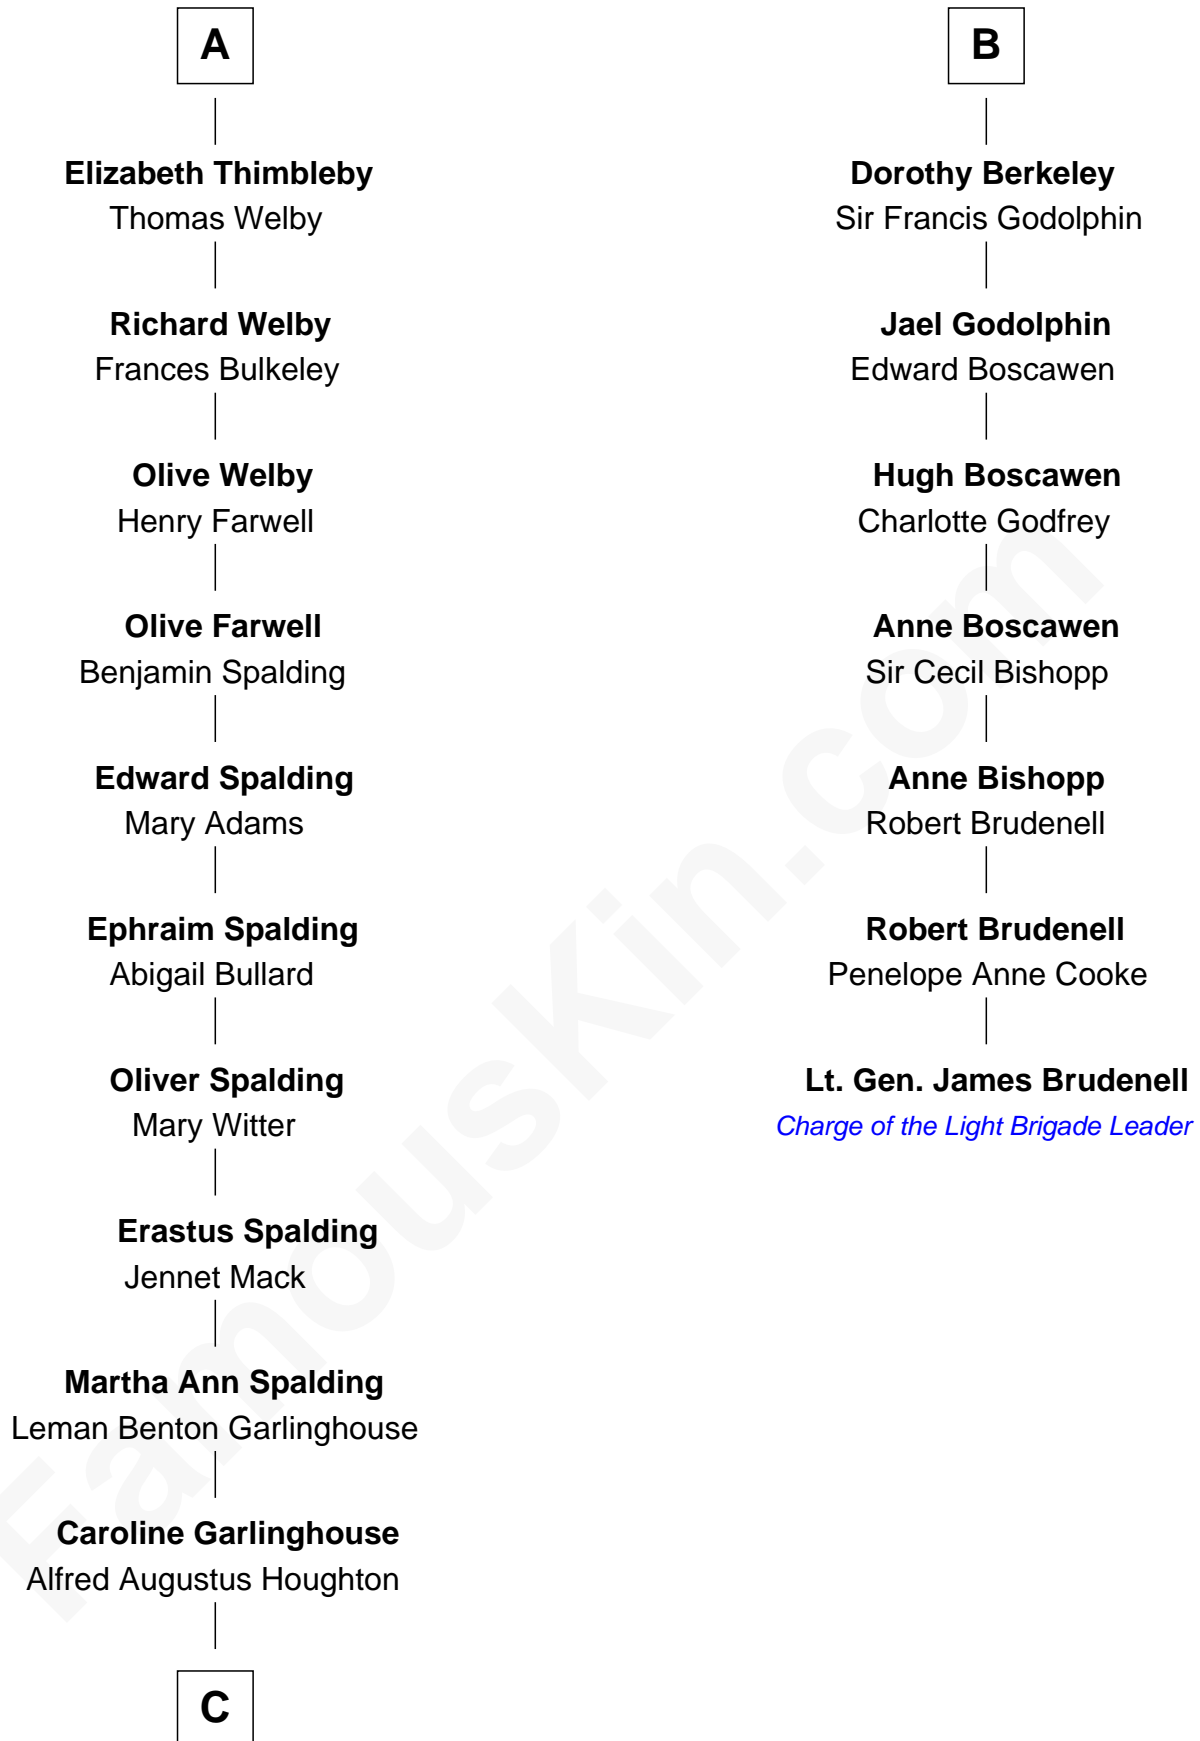 A
Elizabeth Thimbleby
Thomas Welby
Richard Welby
Frances Bulkeley
Olive Welby
Henry Farwell
Olive Farwell
Benjamin Spalding
Edward Spalding
Mary Adams
Ephraim Spalding
Abigail Bullard
Oliver Spalding
Mary Witter
Erastus Spalding
Jennet Mack
Martha Ann Spalding
Leman Benton Garlinghouse
Caroline Garlinghouse
Alfred Augustus Houghton
C
B
Dorothy Berkeley
Sir Francis Godolphin
Jael Godolphin
Edward Boscawen
Hugh Boscawen
Charlotte Godfrey
Anne Boscawen
Sir Cecil Bishopp
Anne Bishopp
Robert Brudenell
Robert Brudenell
Penelope Anne Cooke
Lt. Gen. James Brudenell
Charge of the Light Brigade Leader
FamousKin.com